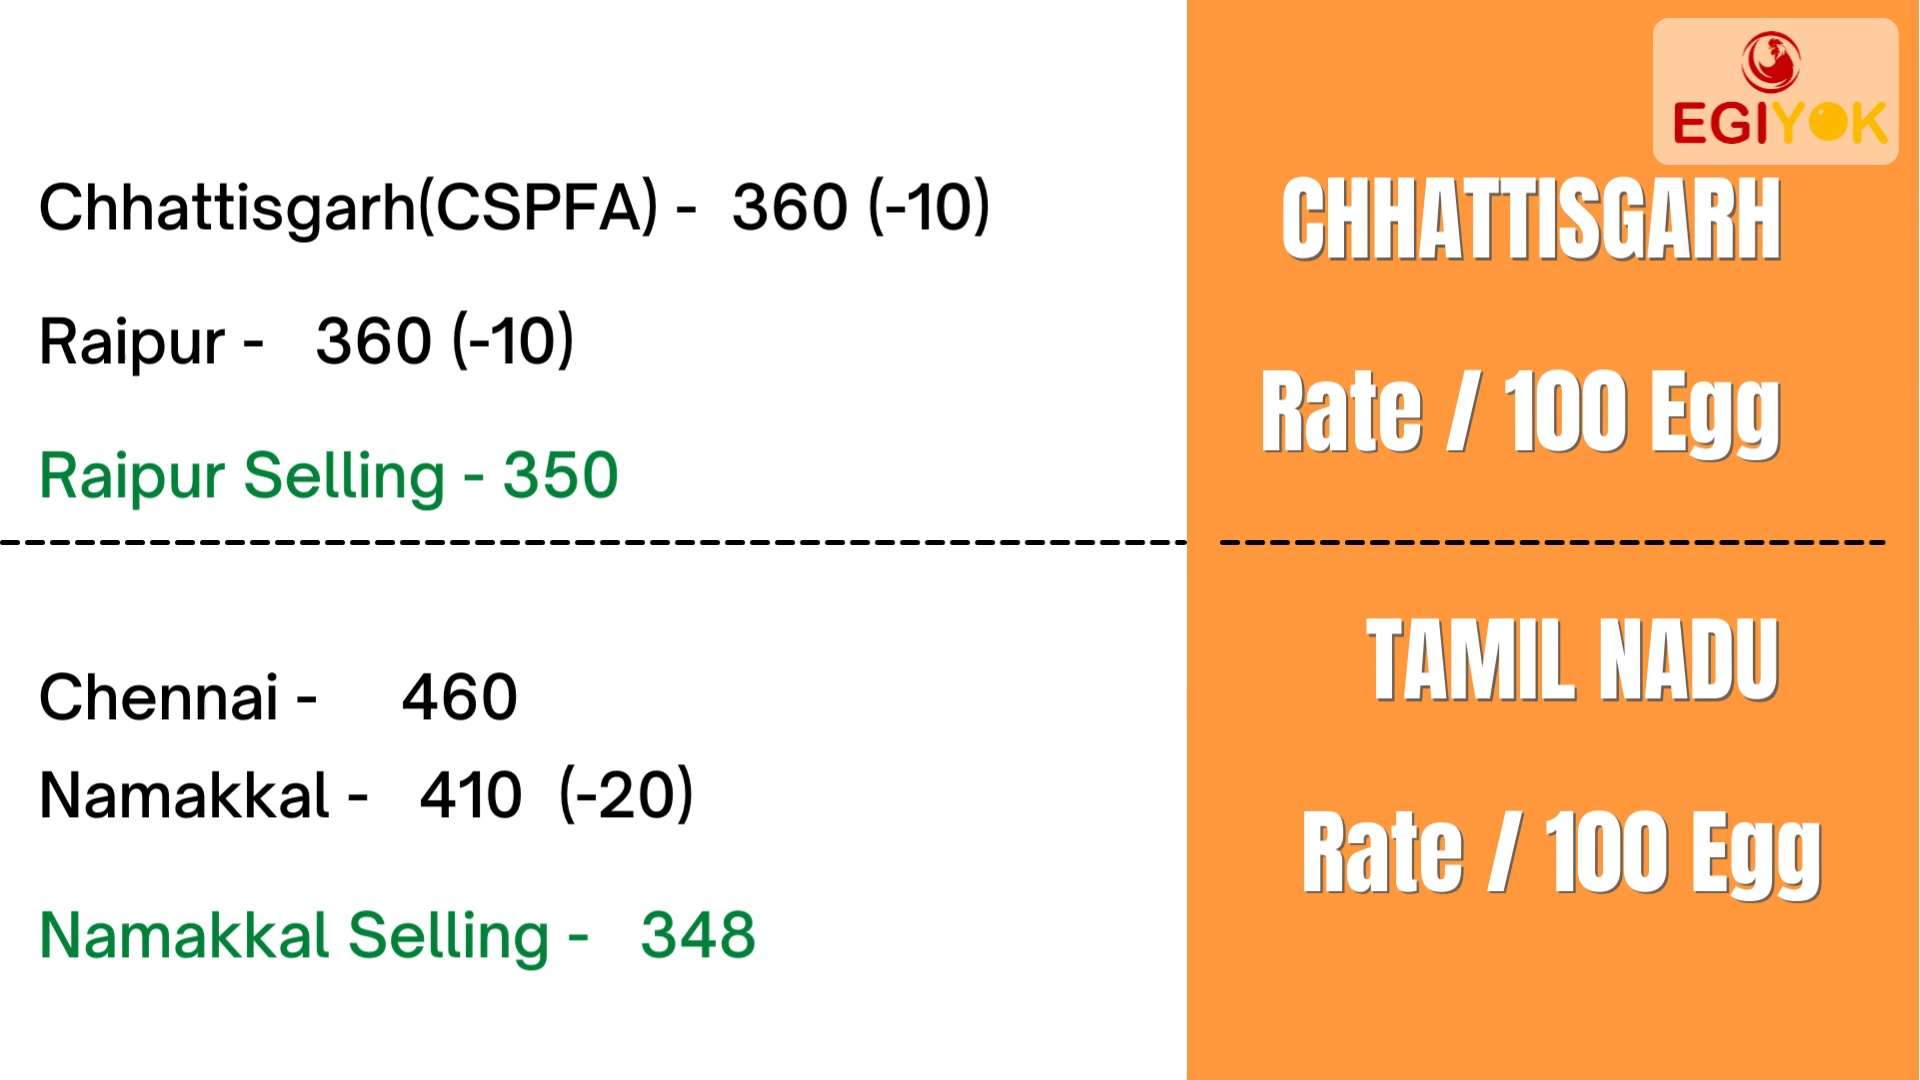 EGIYOK
Chhattisgarh(CSPFA) - 360 (-10)
Raipur - 360 (-10)
Raipur Selling - 350
CHHATTISGARH
Rate / 100 Egg
Chennai - 460
Namakkal - 410 (-20)
Namakkal Selling - 348
TAMIL NADU
Rate / 100 Egg